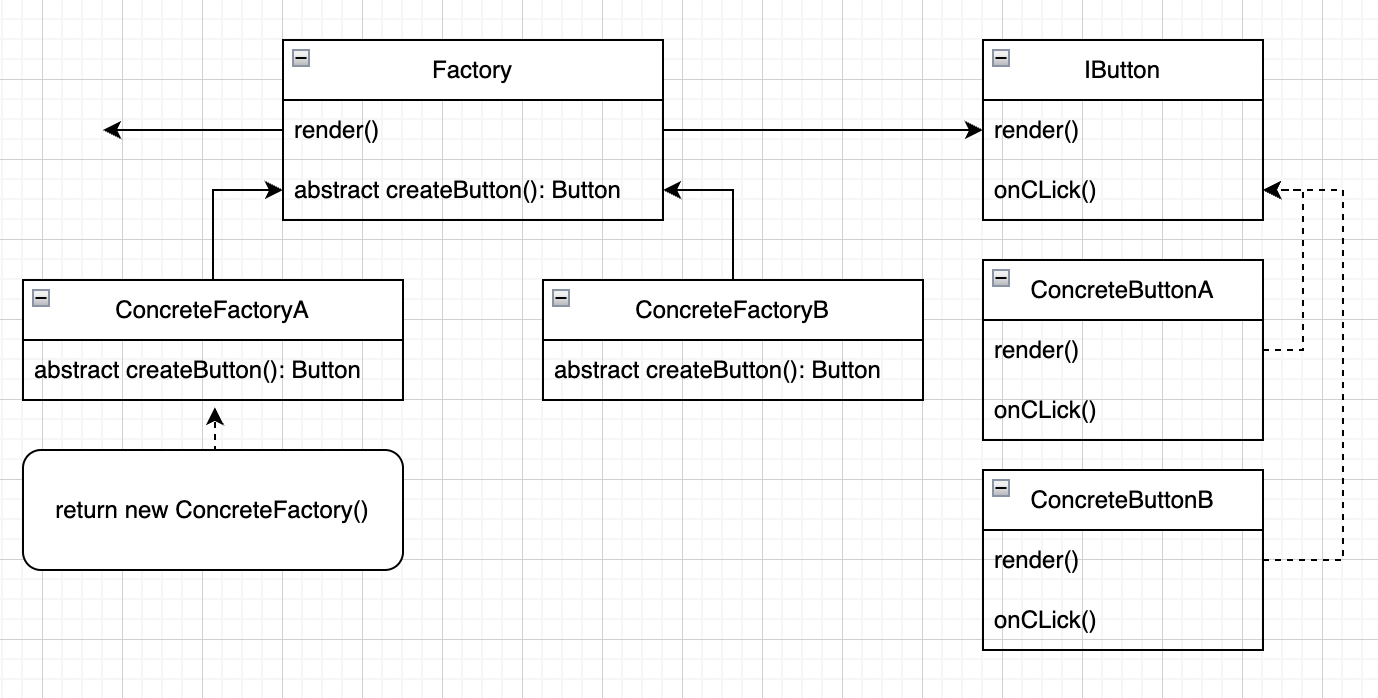 Factory
render()
abstract createButton(): Button
IButton
render()
onCLick()
ConcreteFactoryA
abstract createButton(): Button
ConcreteFactoryB
abstract createButton(): Button
ConcreteButtonA
render()
onCLick()
return new ConcreteFactory()
ConcreteButtonB
render()
onCLick()